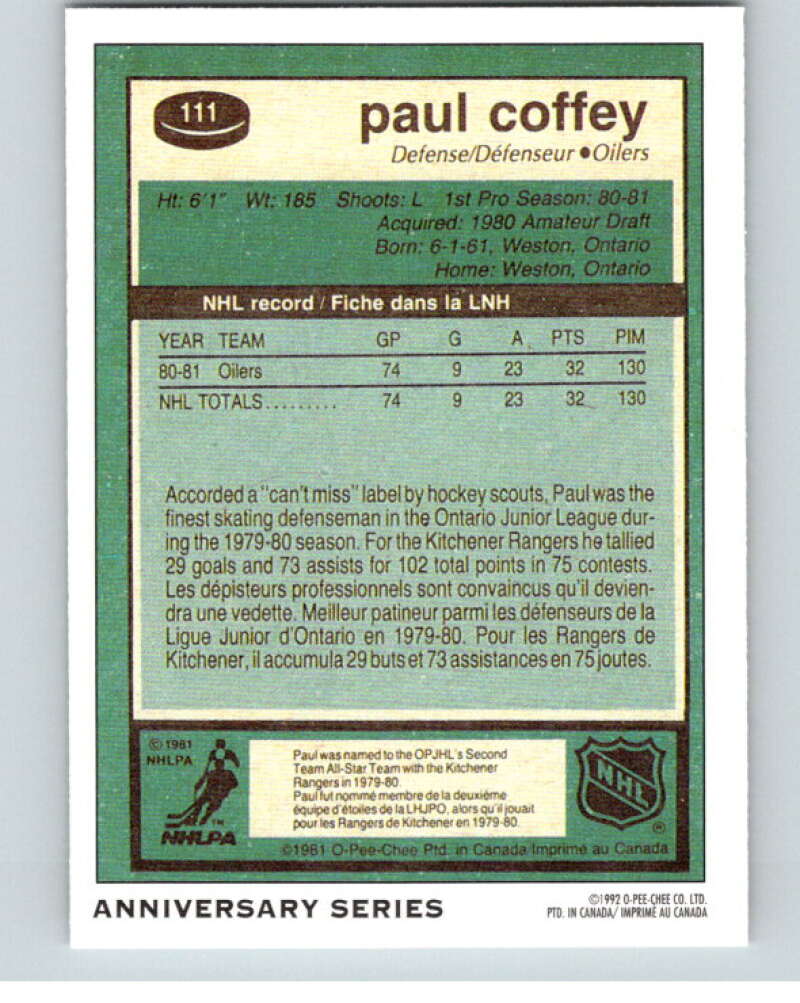 111
paul coffey
Defense/Défenseur ● Oilers
Ht: 6'1" Wt: 185 Shoots: L 1st Pro Season: 80-81
Acquired: 1980 Amateur Draft
Born: 6-1-61, Weston, Ontario
Home: Weston, Ontario
NHL record / Fiche dans la LNH
YEAR TEAM GP G A PTS PIM
80-81 Oilers 74 9 23 32 130
NHL TOTALS......... 74 9 23 32 130
Accorded a "can't miss" label by hockey scouts, Paul was the
finest skating defenseman in the Ontario Junior League dur-
ing the 1979-80 season. For the Kitchener Rangers he tallied
29 goals and 73 assists for 102 total points in 75 contests.
Les dépisteurs professionnels sont convaincus qu'il devien-
dra une vedette. Meilleur patineur parmi les défenseurs de la
Ligue Junior d'Ontario en 1979-80. Pour les Rangers de
Kitchener, il accumula 29 buts et 73 assistances en 75 joutes.
© 1981
NHLPA
NHLPA
TM
Paul was named to the OPJHL's Second
Team All-Star Team with the Kitchener
Rangers in 1979-80.
Paul fut nommé membre de la deuxième
équipe d'étoiles de la LHJPO, alors qu'il jouait
pour les Rangers de Kitchener en 1979-80.
NHL
®
©1981 O-Pee-Chee Ptd. in Canada/Imprimé au Canada
ANNIVERSARY SERIES
©1992 O-PEE-CHEE CO. LTD.
PTD. IN CANADA/ IMPRIMÉ AU CANADA